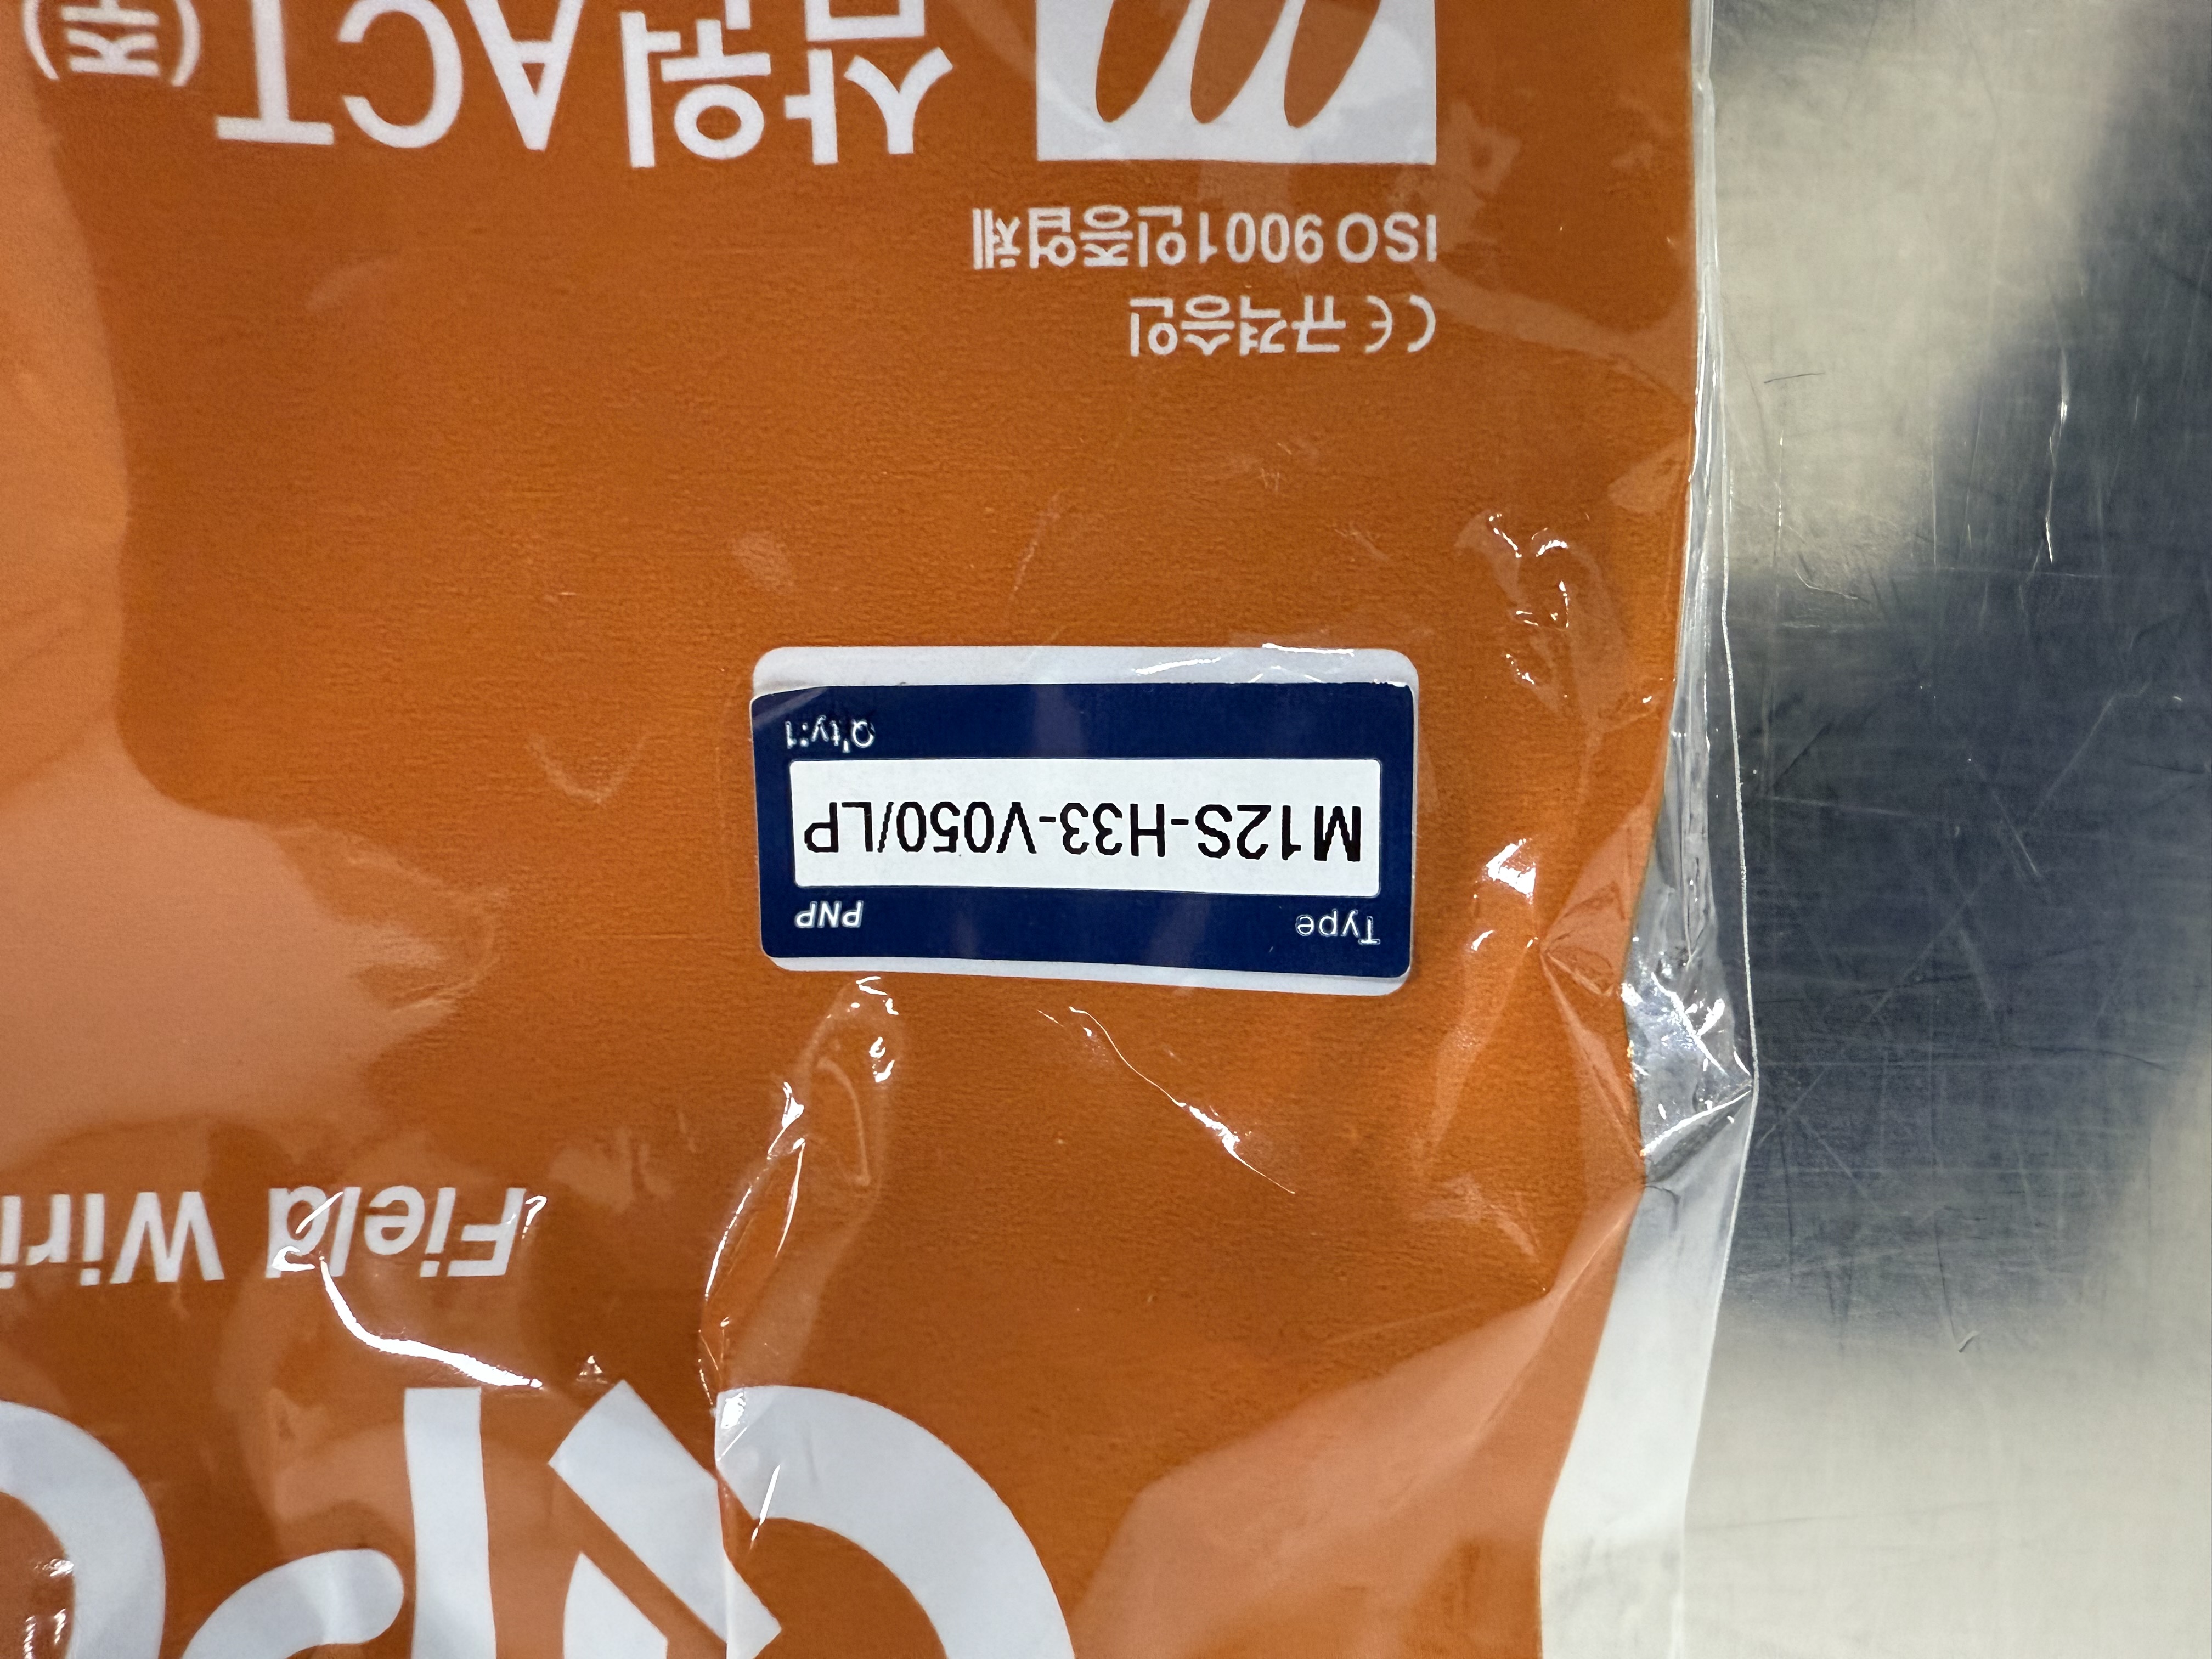 Field Wiri
Type PNP
M12S-H33-V050/LP
Q'ty:1
CE 규격승인
ISO 9001인증업체
삼원ACT(주)